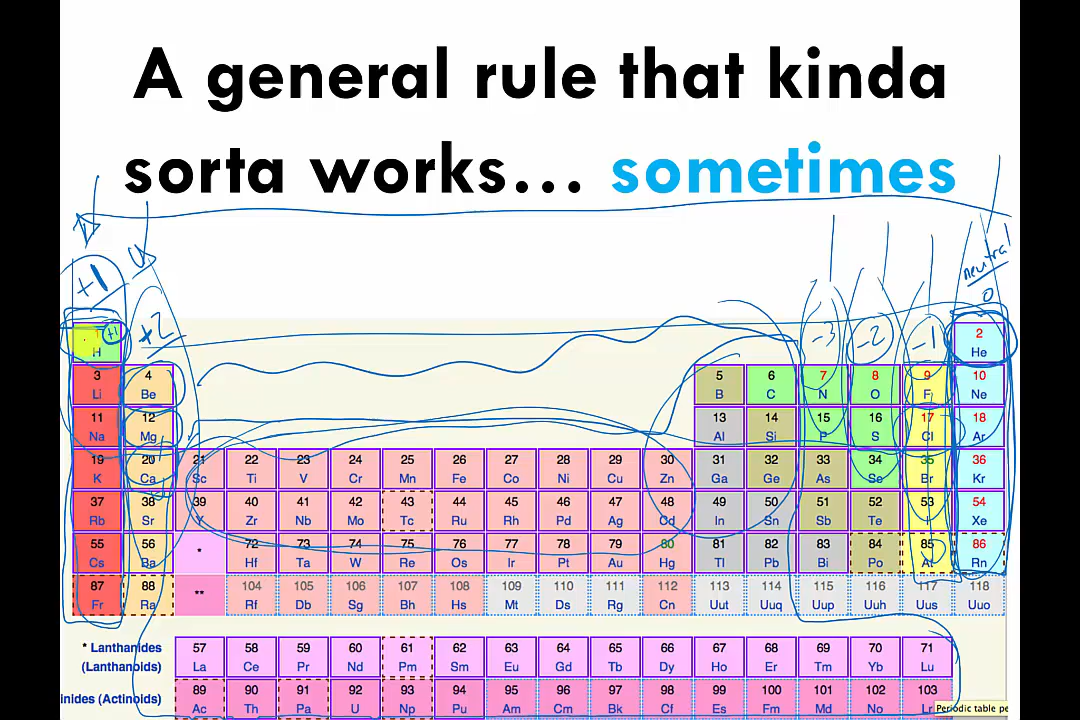 A general rule that kinda
sorta works... sometimes
+1
+2
-3
-2
-1
neutral
0
+1
2
H He
3 4 5 6 7 8 9 10
Li Be B C N O F Ne
11 12 13 14 15 16 17 18
Na Mg Al Si P S Cl Ar
19 20 21 22 23 24 25 26 27 28 29 30 31 32 33 34 35 36
K Ca Sc Ti V Cr Mn Fe Co Ni Cu Zn Ga Ge As Se Br Kr
37 38 39 40 41 42 43 44 45 46 47 48 49 50 51 52 53 54
Rb Sr Y Zr Nb Mo Tc Ru Rh Pd Ag Cd In Sn Sb Te I Xe
55 56 * 72 73 74 75 76 77 78 79 80 81 82 83 84 85 86
Cs Ba Hf Ta W Re Os Ir Pt Au Hg Tl Pb Bi Po At Rn
87 88 ** 104 105 106 107 108 109 110 111 112 113 114 115 116 117 118
Fr Ra Rf Db Sg Bh Hs Mt Ds Rg Cn Uut Uuq Uup Uuh Uus Uuo
* Lanthanides 57 58 59 60 61 62 63 64 65 66 67 68 69 70 71
(Lanthanoids) La Ce Pr Nd Pm Sm Eu Gd Tb Dy Ho Er Tm Yb Lu
inides (Actinoids) 89 90 91 92 93 94 95 96 97 98 99 100 101 102 103
Ac Th Pa U Np Pu Am Cm Bk Cf Es Fm Md No Lr
Periodic table pe